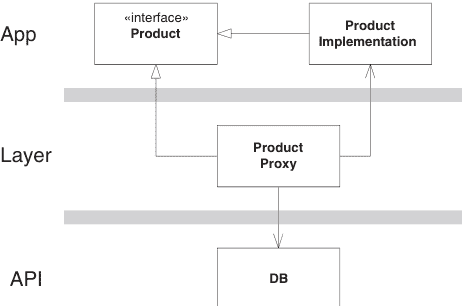 App
«interface»
Product
Product
Implementation
Layer
Product
Proxy
API
DB